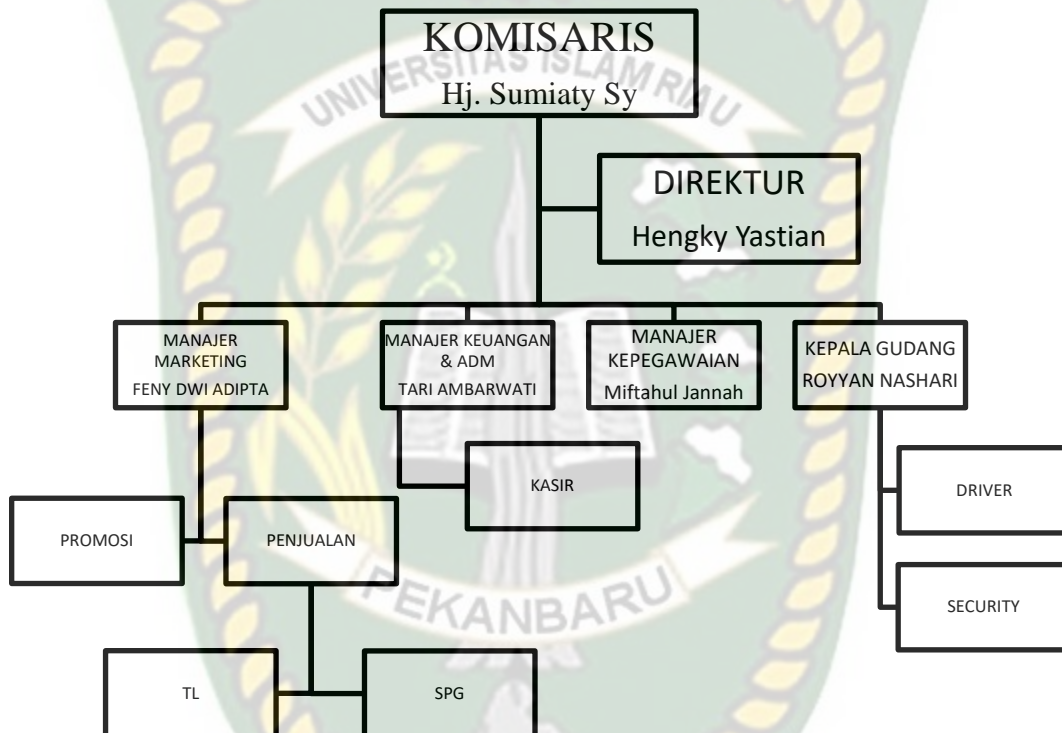 KOMISARIS
UNIVERSITAS ISLAM RIAU
Hj. Sumiaty Sy
DIREKTUR
Hengky Yastian
MANAJER
MARKETING
FENY DWI ADIPTA
MANAJER KEUANGAN
& ADM
TARI AMBARWATI
MANAJER
KEPEGAWAIAN
Miftahul Jannah
KEPALA GUDANG
ROYYAN NASHARI
KASIR
DRIVER
PROMOSI
PENJUALAN
PEKANBARU
SECURITY
TL
SPG